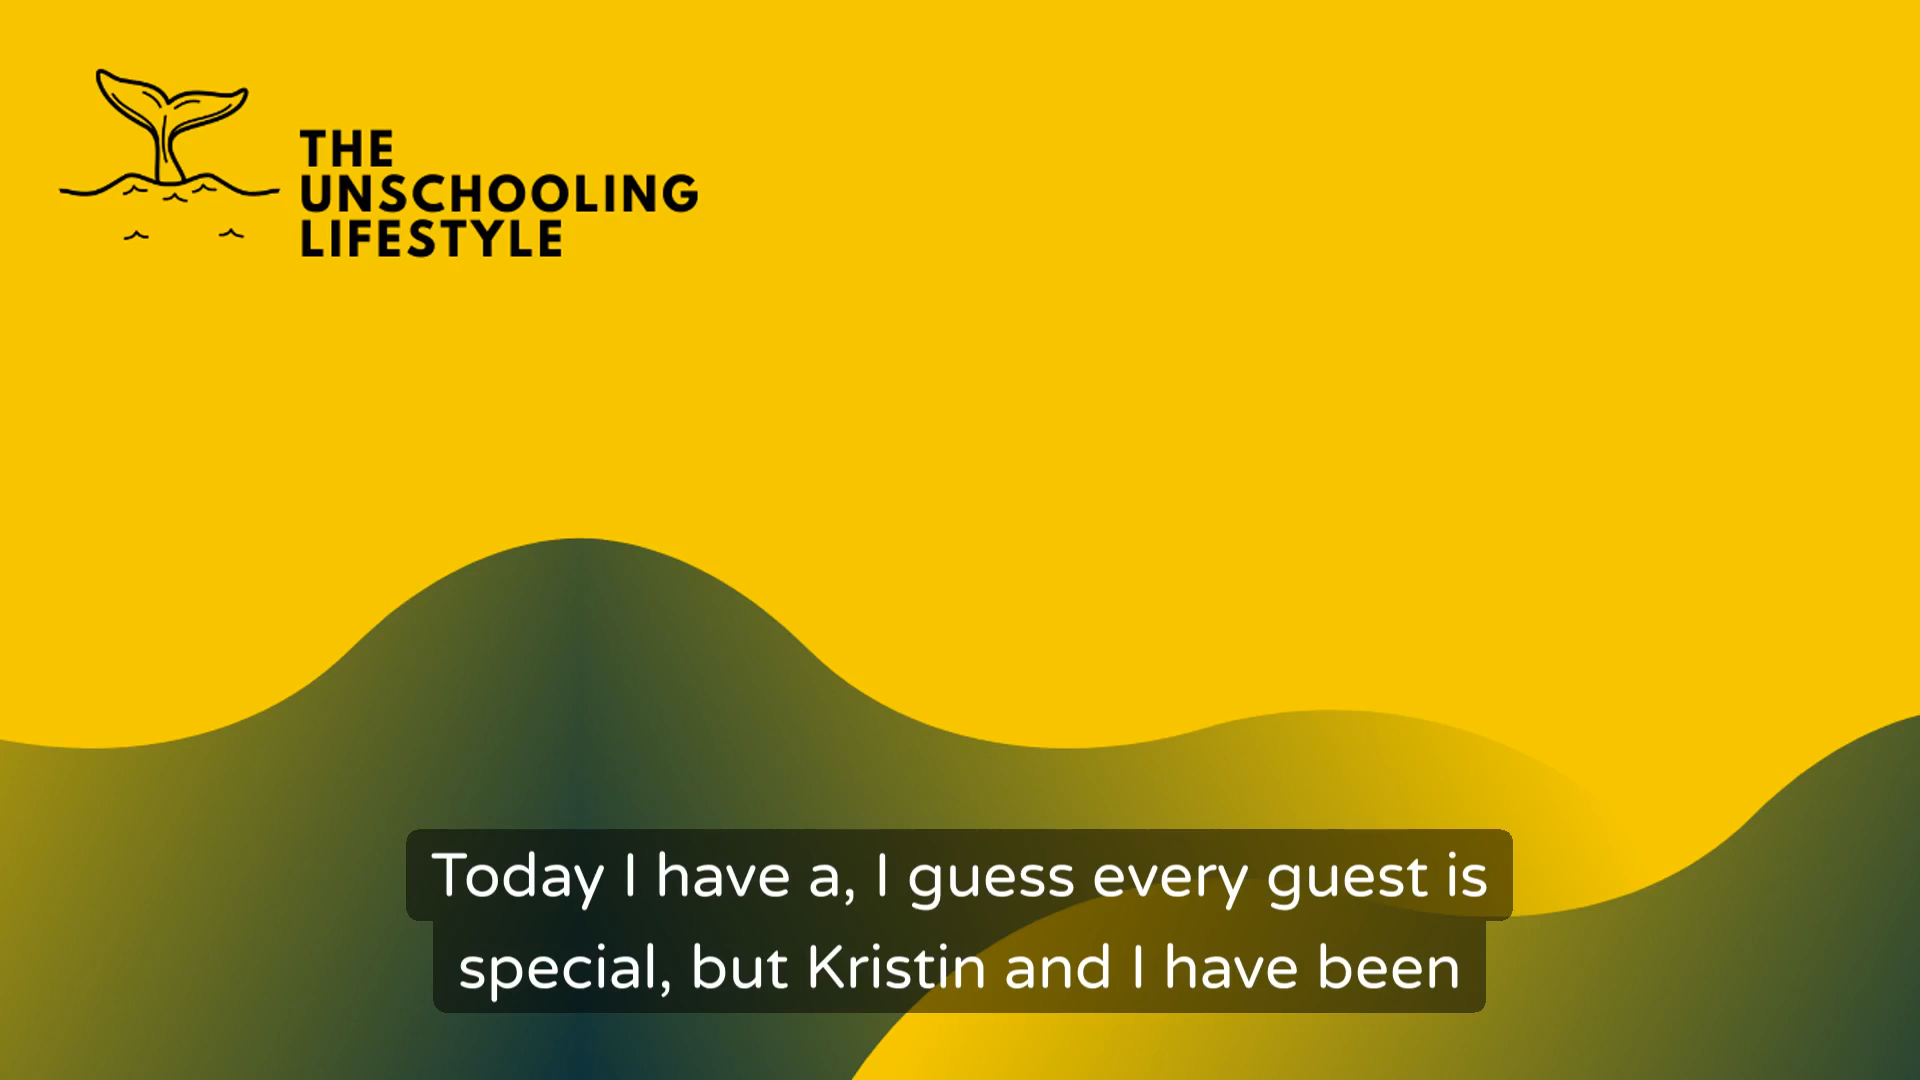 THE
UNSCHOOLING
LIFESTYLE
Today I have a, I guess every guest is
special, but Kristin and I have been